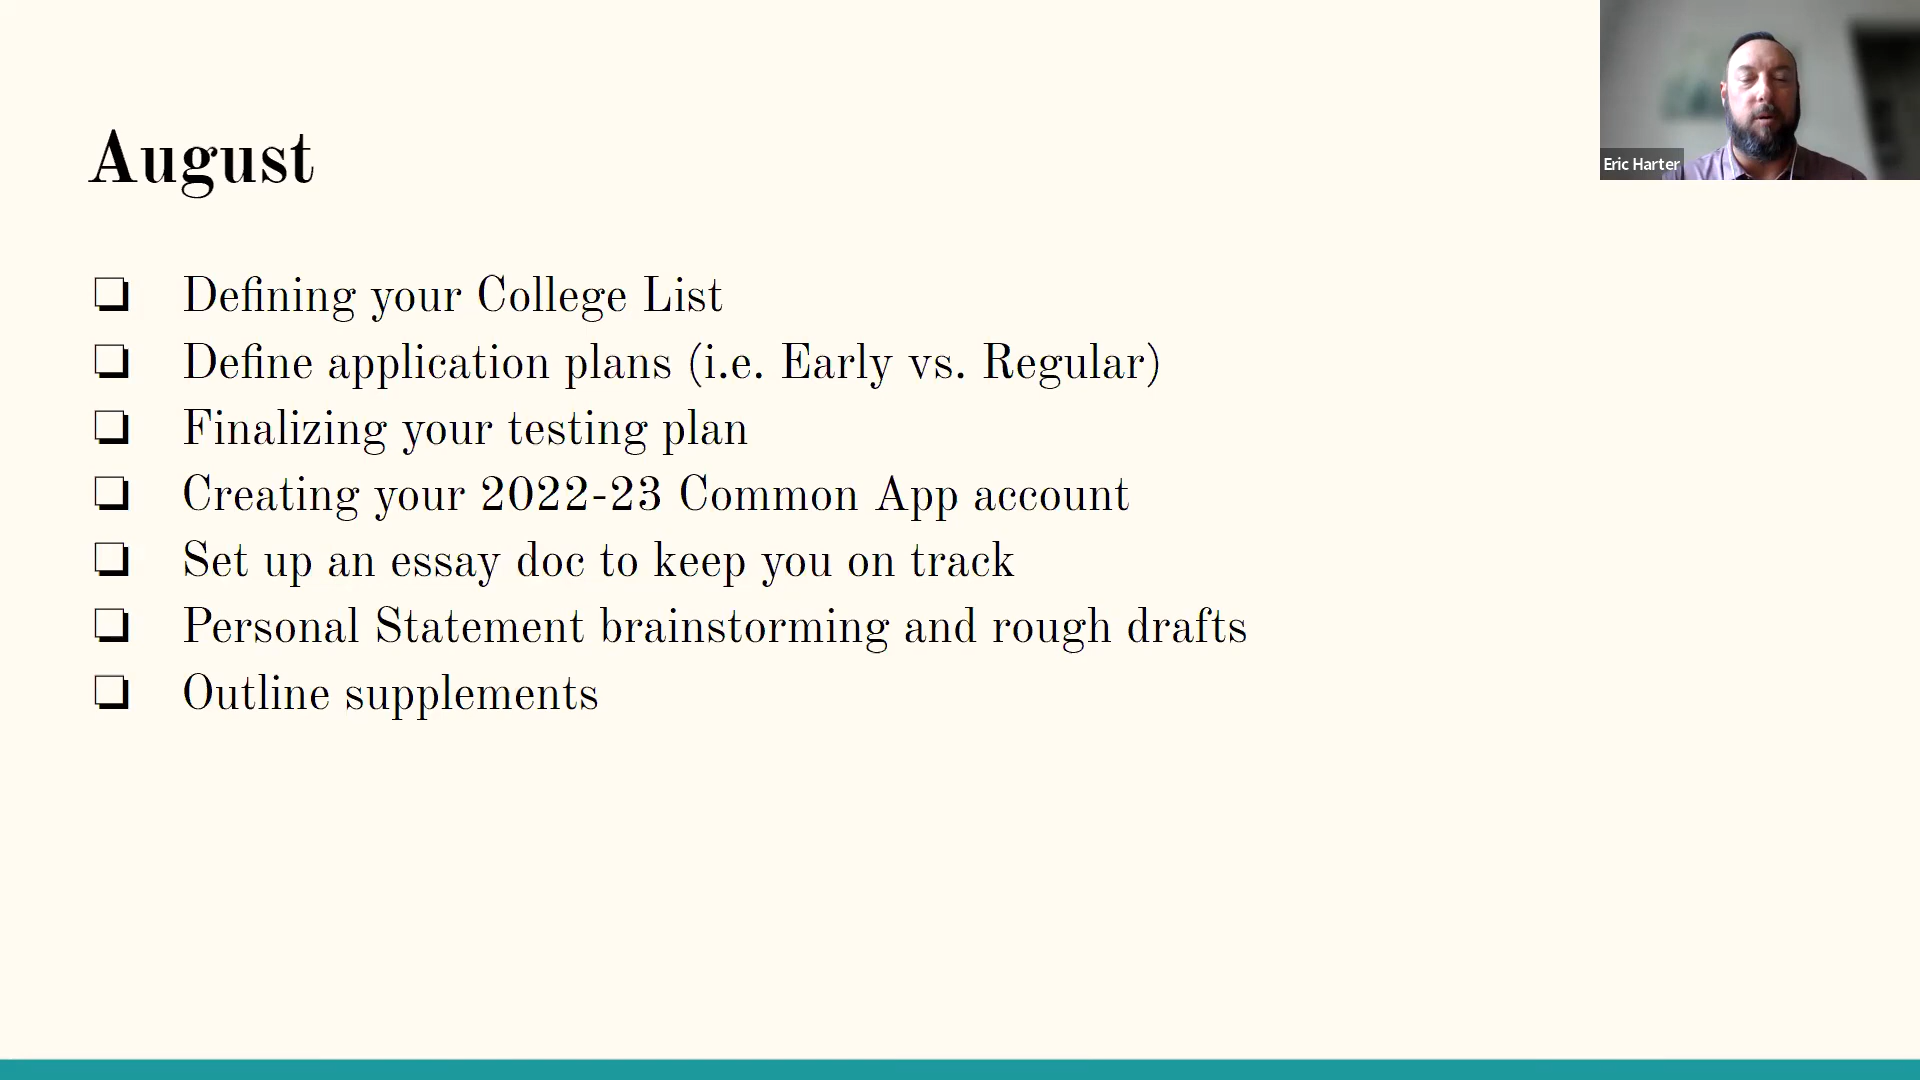 August
❏ Defining your College List
❏ Define application plans (i.e. Early vs. Regular)
❏ Finalizing your testing plan
❏ Creating your 2022-23 Common App account
❏ Set up an essay doc to keep you on track
❏ Personal Statement brainstorming and rough drafts
❏ Outline supplements
Eric Harter